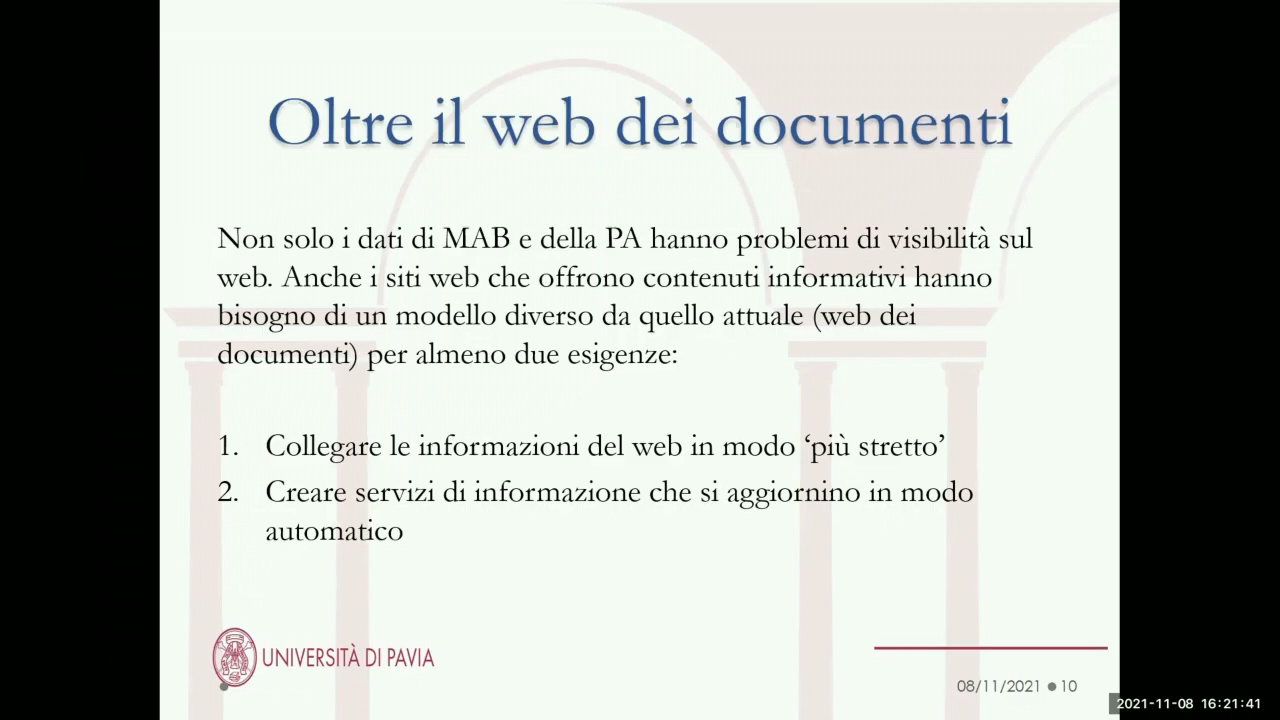 Oltre il web dei documenti
Non solo i dati di MAB e della PA hanno problemi di visibilità sul
web. Anche i siti web che offrono contenuti informativi hanno
bisogno di un modello diverso da quello attuale (web dei
documenti) per almeno due esigenze:
1. Collegare le informazioni del web in modo ‘più stretto’
2. Creare servizi di informazione che si aggiornino in modo
automatico
UNIVERSITÀ DI PAVIA
08/11/2021 ● 10
2021-11-08 16:21:41